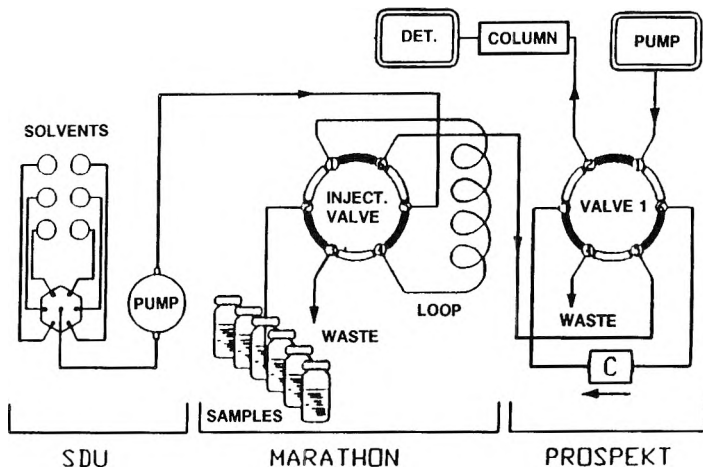 DET.
COLUMN
PUMP
SOLVENTS
INJECT.
VALVE
VALVE 1
PUMP
LOOP
WASTE
WASTE
C
SAMPLES
SDU
MARATHON
PROSPEKT